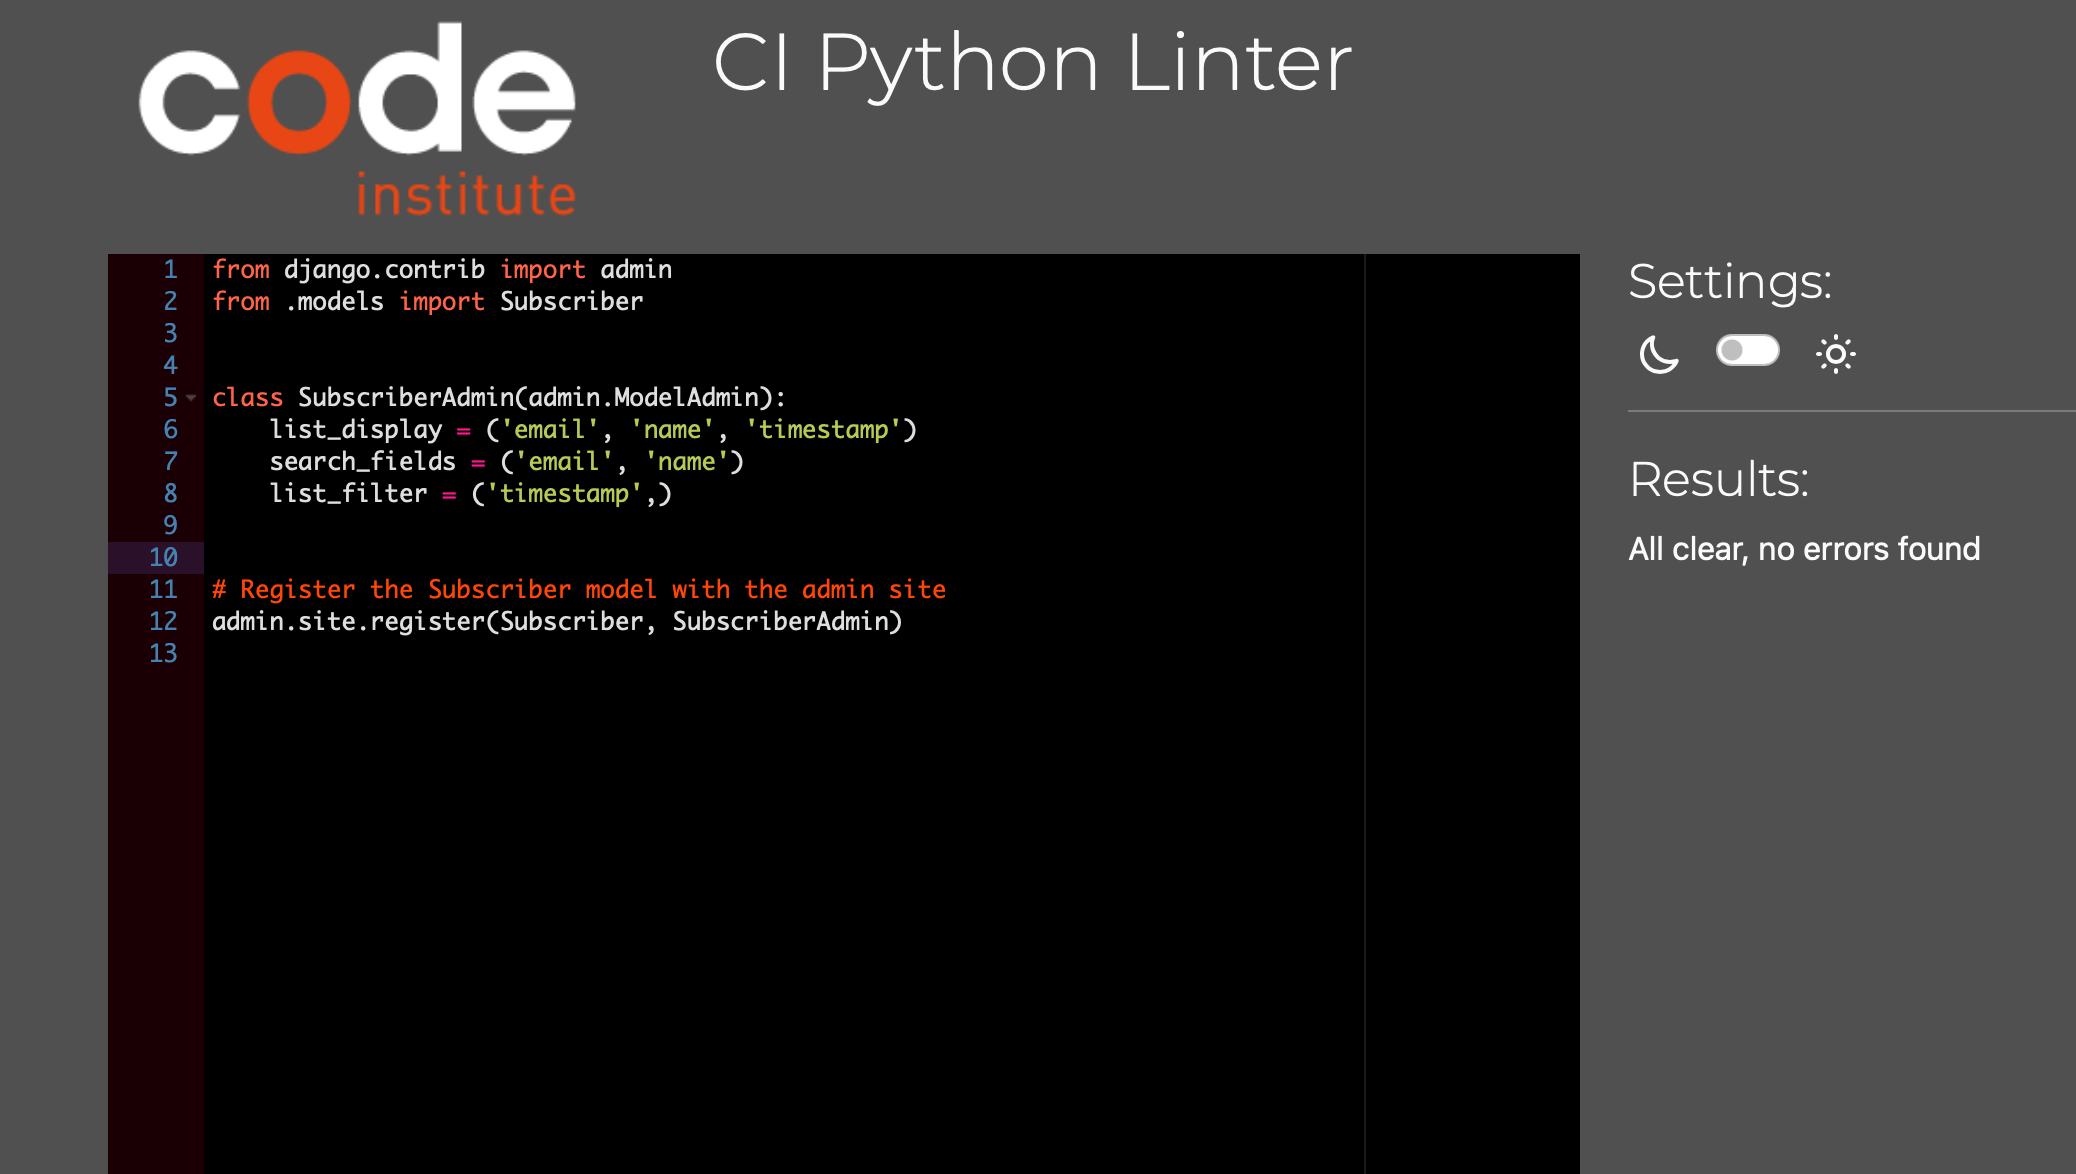 code
institute
CI Python Linter
1 from django.contrib import admin
2 from .models import Subscriber
3
4
5 class SubscriberAdmin(admin.ModelAdmin):
6     list_display = ('email', 'name', 'timestamp')
7     search_fields = ('email', 'name')
8     list_filter = ('timestamp',)
9
10
11 # Register the Subscriber model with the admin site
12 admin.site.register(Subscriber, SubscriberAdmin)
13
Settings:
Results:
All clear, no errors found